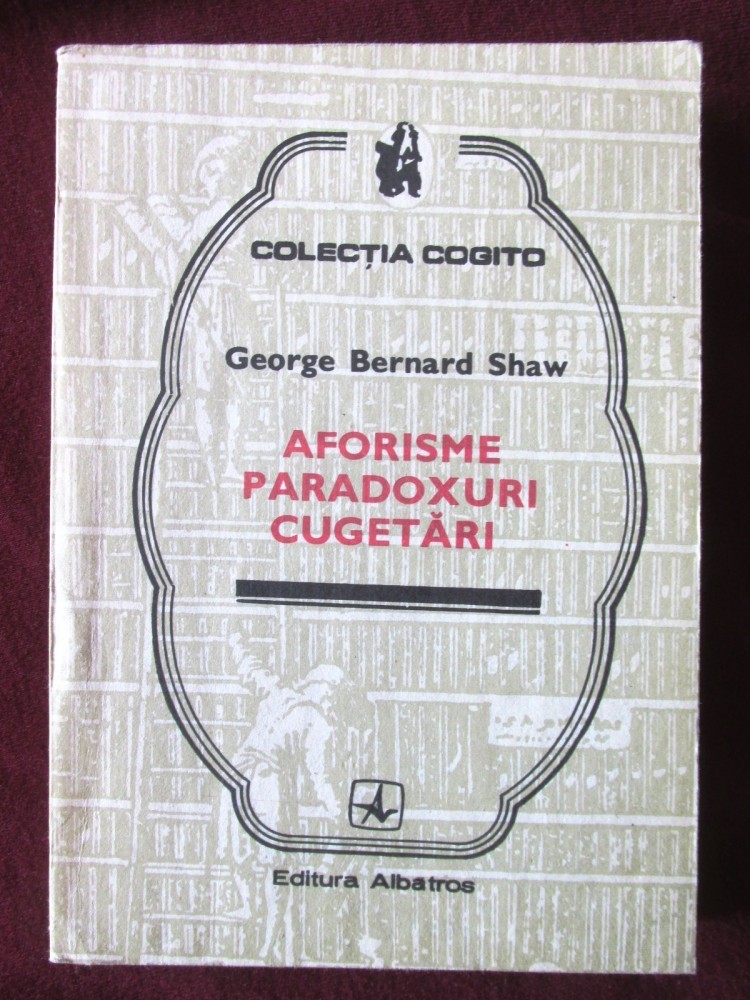 COLECȚIA COGITO
George Bernard Shaw
AFORISME
PARADOXURI
CUGETĂRI
Editura Albatros